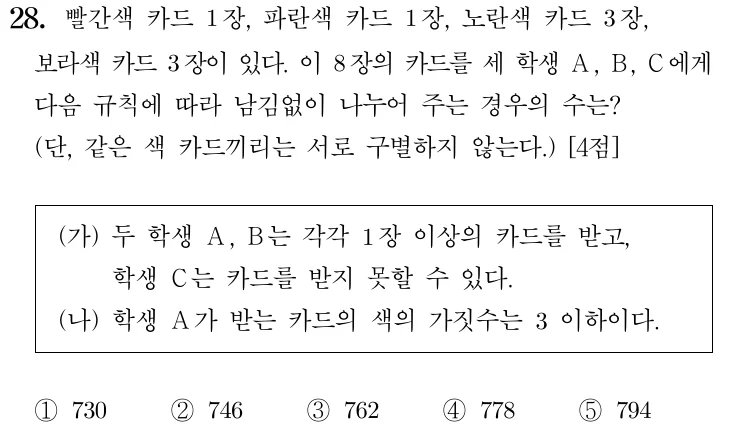 28. 빨간색 카드 1장, 파란색 카드 1장, 노란색 카드 3장,
보라색 카드 3장이 있다. 이 8장의 카드를 세 학생 A, B, C에게
다음 규칙에 따라 남김없이 나누어 주는 경우의 수는?
(단, 같은 색 카드끼리는 서로 구별하지 않는다.) [4점]
(가) 두 학생 A, B는 각각 1장 이상의 카드를 받고,
학생 C는 카드를 받지 못할 수 있다.
(나) 학생 A가 받는 카드의 색의 가짓수는 3 이하이다.
① 730 ② 746 ③ 762 ④ 778 ⑤ 794